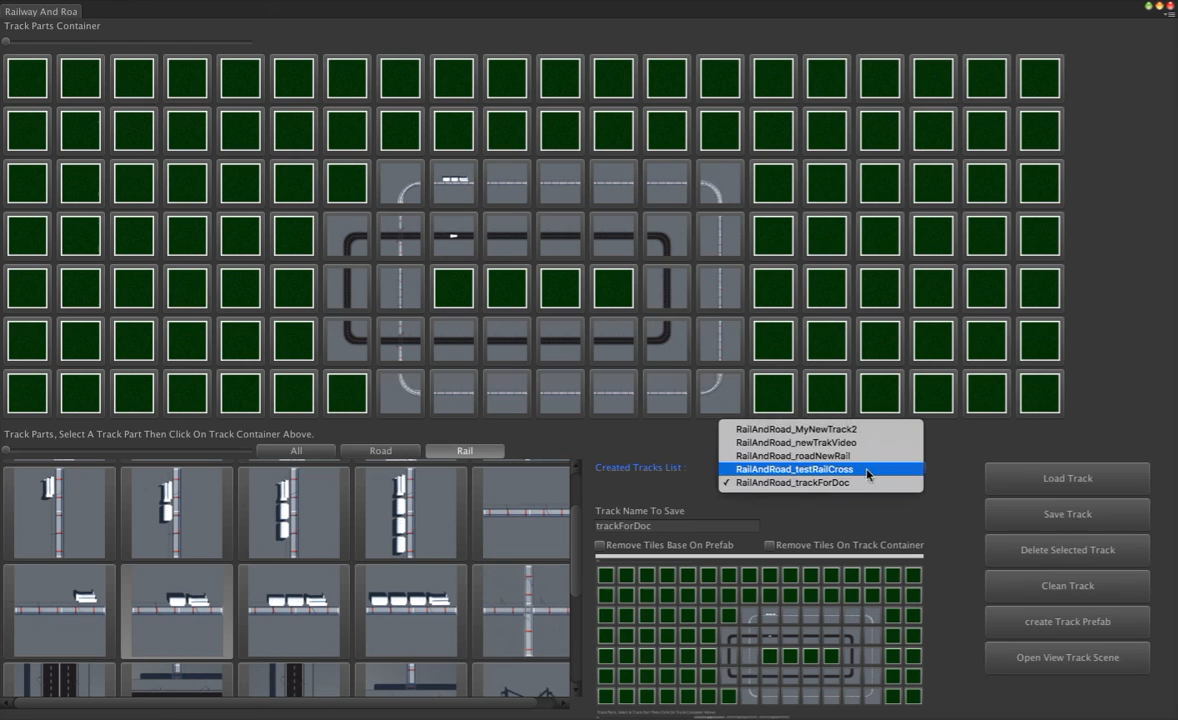 Railway And Roa
Track Parts Container
Track Parts, Select A Track Part Then Click On Track Container Above.
All
Road
Rail
Created Tracks List :
RailAndRoad_MyNewTrack2
RailAndRoad_newTrakVideo
RailAndRoad_roadNewRail
RailAndRoad_testRailCross
✓ RailAndRoad_trackForDoc
Track Name To Save
trackForDoc
Remove Tiles Base On Prefab
Remove Tiles On Track Container
Load Track
Save Track
Delete Selected Track
Clean Track
create Track Prefab
Open View Track Scene